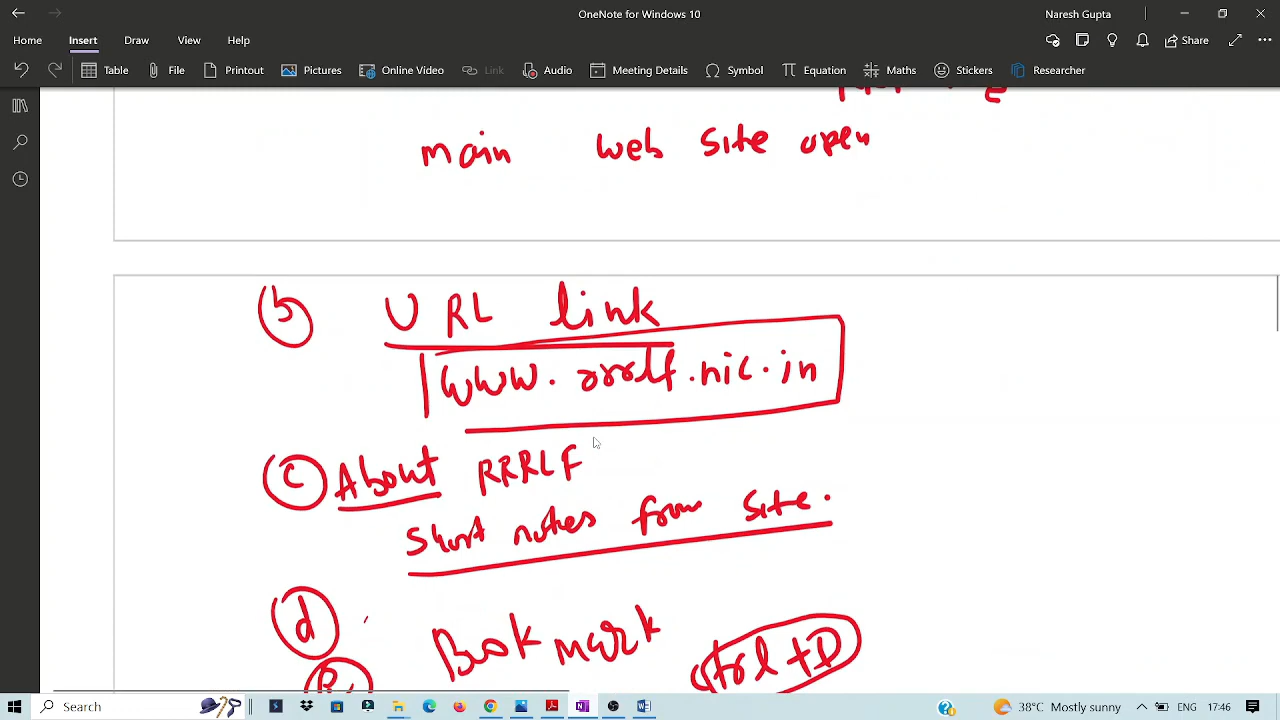 OneNote for Windows 10
Naresh Gupta
Home Insert Draw View Help
Share
Table File Printout Pictures Online Video Link Audio Meeting Details Symbol Equation Maths Stickers Researcher
main web site open
(b) URL link
www.rrrlf.nic.in
(c) About RRRLF
Short notes from site.
(d) Bookmark ctrl+D
Search
38°C Mostly sunny
ENG
17:46